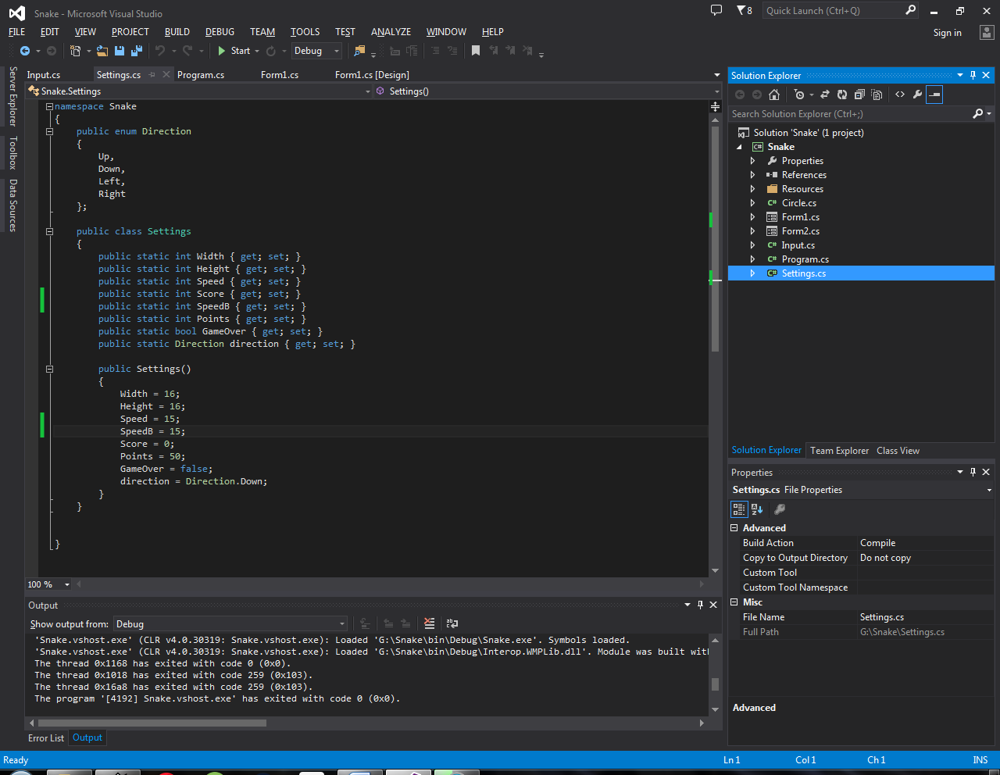 Snake - Microsoft Visual Studio
8
Quick Launch (Ctrl+Q)
FILE EDIT VIEW PROJECT BUILD DEBUG TEAM TOOLS TEST ANALYZE WINDOW HELP
Sign in
Start
Debug
Server Explorer
Toolbox
Data Sources
Input.cs Settings.cs Program.cs Form1.cs Form1.cs [Design]
Snake.Settings
Settings()
namespace Snake
{
public enum Direction
{
Up,
Down,
Left,
Right
};
public class Settings
{
public static int Width { get; set; }
public static int Height { get; set; }
public static int Speed { get; set; }
public static int Score { get; set; }
public static int SpeedB { get; set; }
public static int Points { get; set; }
public static bool GameOver { get; set; }
public static Direction direction { get; set; }
public Settings()
{
Width = 16;
Height = 16;
Speed = 15;
SpeedB = 15;
Score = 0;
Points = 50;
GameOver = false;
direction = Direction.Down;
}
}
}
100 %
Output
Show output from: Debug
'Snake.vshost.exe' (CLR v4.0.30319: Snake.vshost.exe): Loaded 'G:\Snake\bin\Debug\Snake.exe'. Symbols loaded.
'Snake.vshost.exe' (CLR v4.0.30319: Snake.vshost.exe): Loaded 'G:\Snake\bin\Debug\Interop.WMPLib.dll'. Module was built with
The thread 0x1168 has exited with code 0 (0x0).
The thread 0x1018 has exited with code 259 (0x103).
The thread 0x16a8 has exited with code 259 (0x103).
The program '[4192] Snake.vshost.exe' has exited with code 0 (0x0).
Error List Output
Solution Explorer
Search Solution Explorer (Ctrl+;)
Solution 'Snake' (1 project)
C# Snake
Properties
References
Resources
C# Circle.cs
Form1.cs
Form2.cs
C# Input.cs
C# Program.cs
C# Settings.cs
Solution Explorer Team Explorer Class View
Properties
Settings.cs File Properties
Advanced
Build Action Compile
Copy to Output Directory Do not copy
Custom Tool
Custom Tool Namespace
Misc
File Name Settings.cs
Full Path G:\Snake\Settings.cs
Advanced
Ready
Ln 1
Col 1
Ch 1
INS